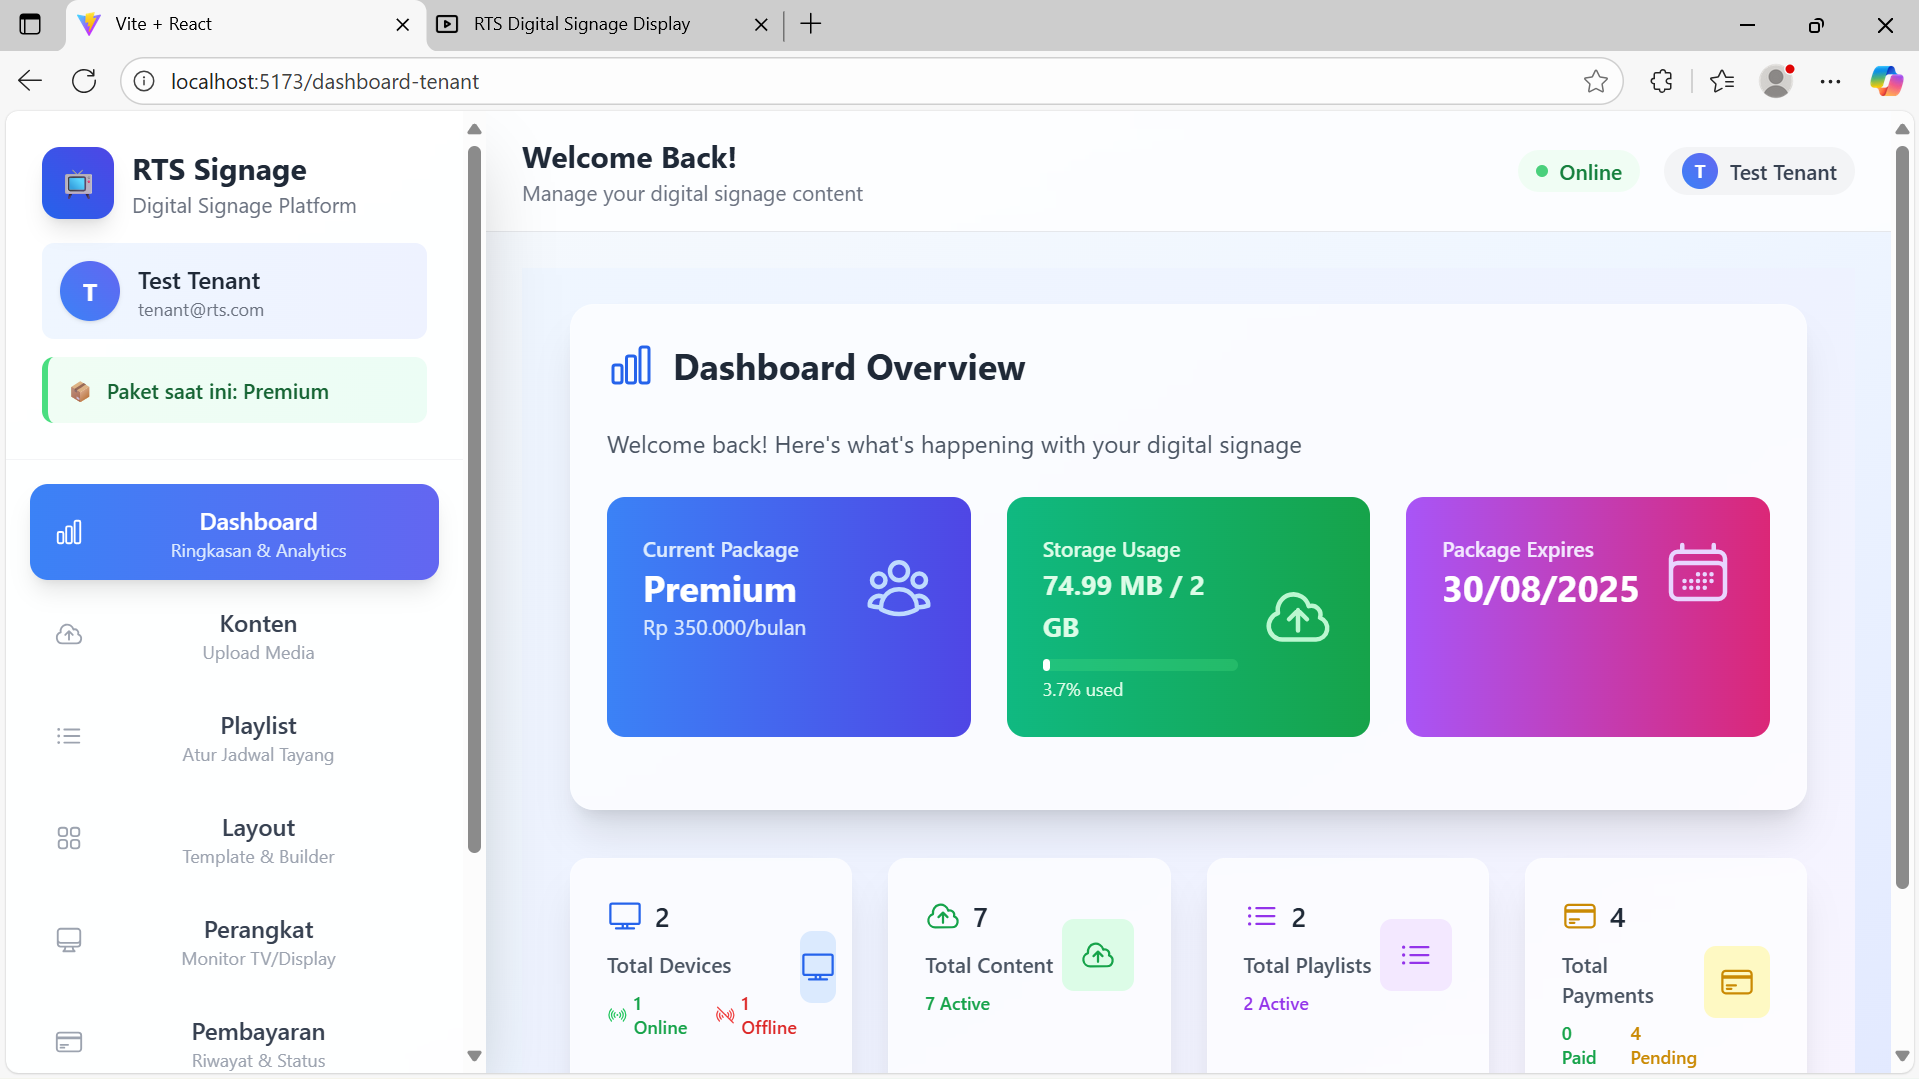 Vite + React
RTS Digital Signage Display
localhost:5173/dashboard-tenant
RTS Signage
Digital Signage Platform
T
Test Tenant
tenant@rts.com
Paket saat ini: Premium
Dashboard
Ringkasan & Analytics
Konten
Upload Media
Playlist
Atur Jadwal Tayang
Layout
Template & Builder
Perangkat
Monitor TV/Display
Pembayaran
Riwayat & Status
Welcome Back!
Manage your digital signage content
Online
T
Test Tenant
Dashboard Overview
Welcome back! Here's what's happening with your digital signage
Current Package
Premium
Rp 350.000/bulan
Storage Usage
74.99 MB / 2
GB
3.7% used
Package Expires
30/08/2025
2
Total Devices
1
Online
1
Offline
7
Total Content
7 Active
2
Total Playlists
2 Active
4
Total
Payments
0
Paid
4
Pending